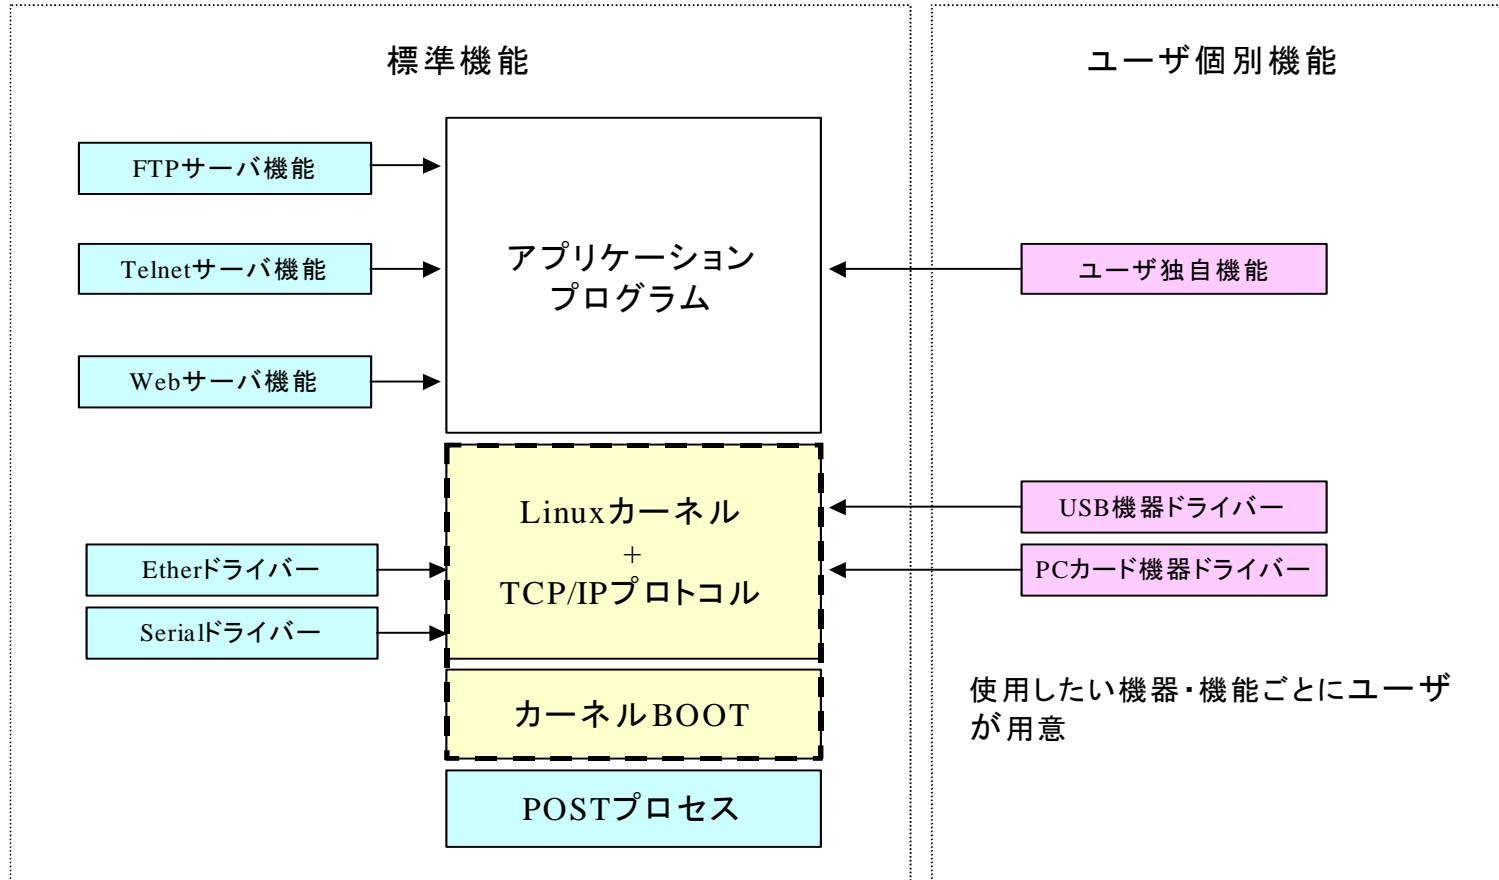 標準機能
ユーザ個別機能
FTPサーバ機能
Telnetサーバ機能
Webサーバ機能
アプリケーション
プログラム
ユーザ独自機能
Linuxカーネル
+
TCP/IPプロトコル
Etherドライバー
Serialドライバー
USB機器ドライバー
PCカード機器ドライバー
カーネルBOOT
使用したい機器・機能ごとにユーザ
が用意
POSTプロセス